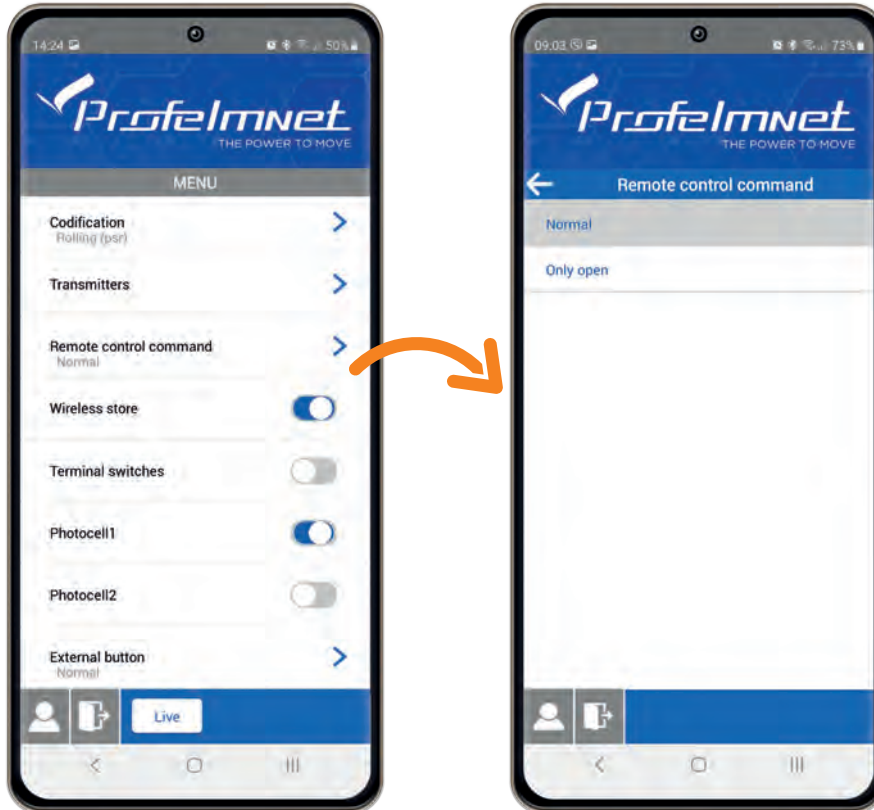 14:24
50%
Profelmnet
THE POWER TO MOVE
MENU
Codification
Rolling (psr)
Transmitters
Remote control command
Normal
Wireless store
Terminal switches
Photocell1
Photocell2
External button
Normal
Live
09:03
73%
Profelmnet
THE POWER TO MOVE
Remote control command
Normal
Only open